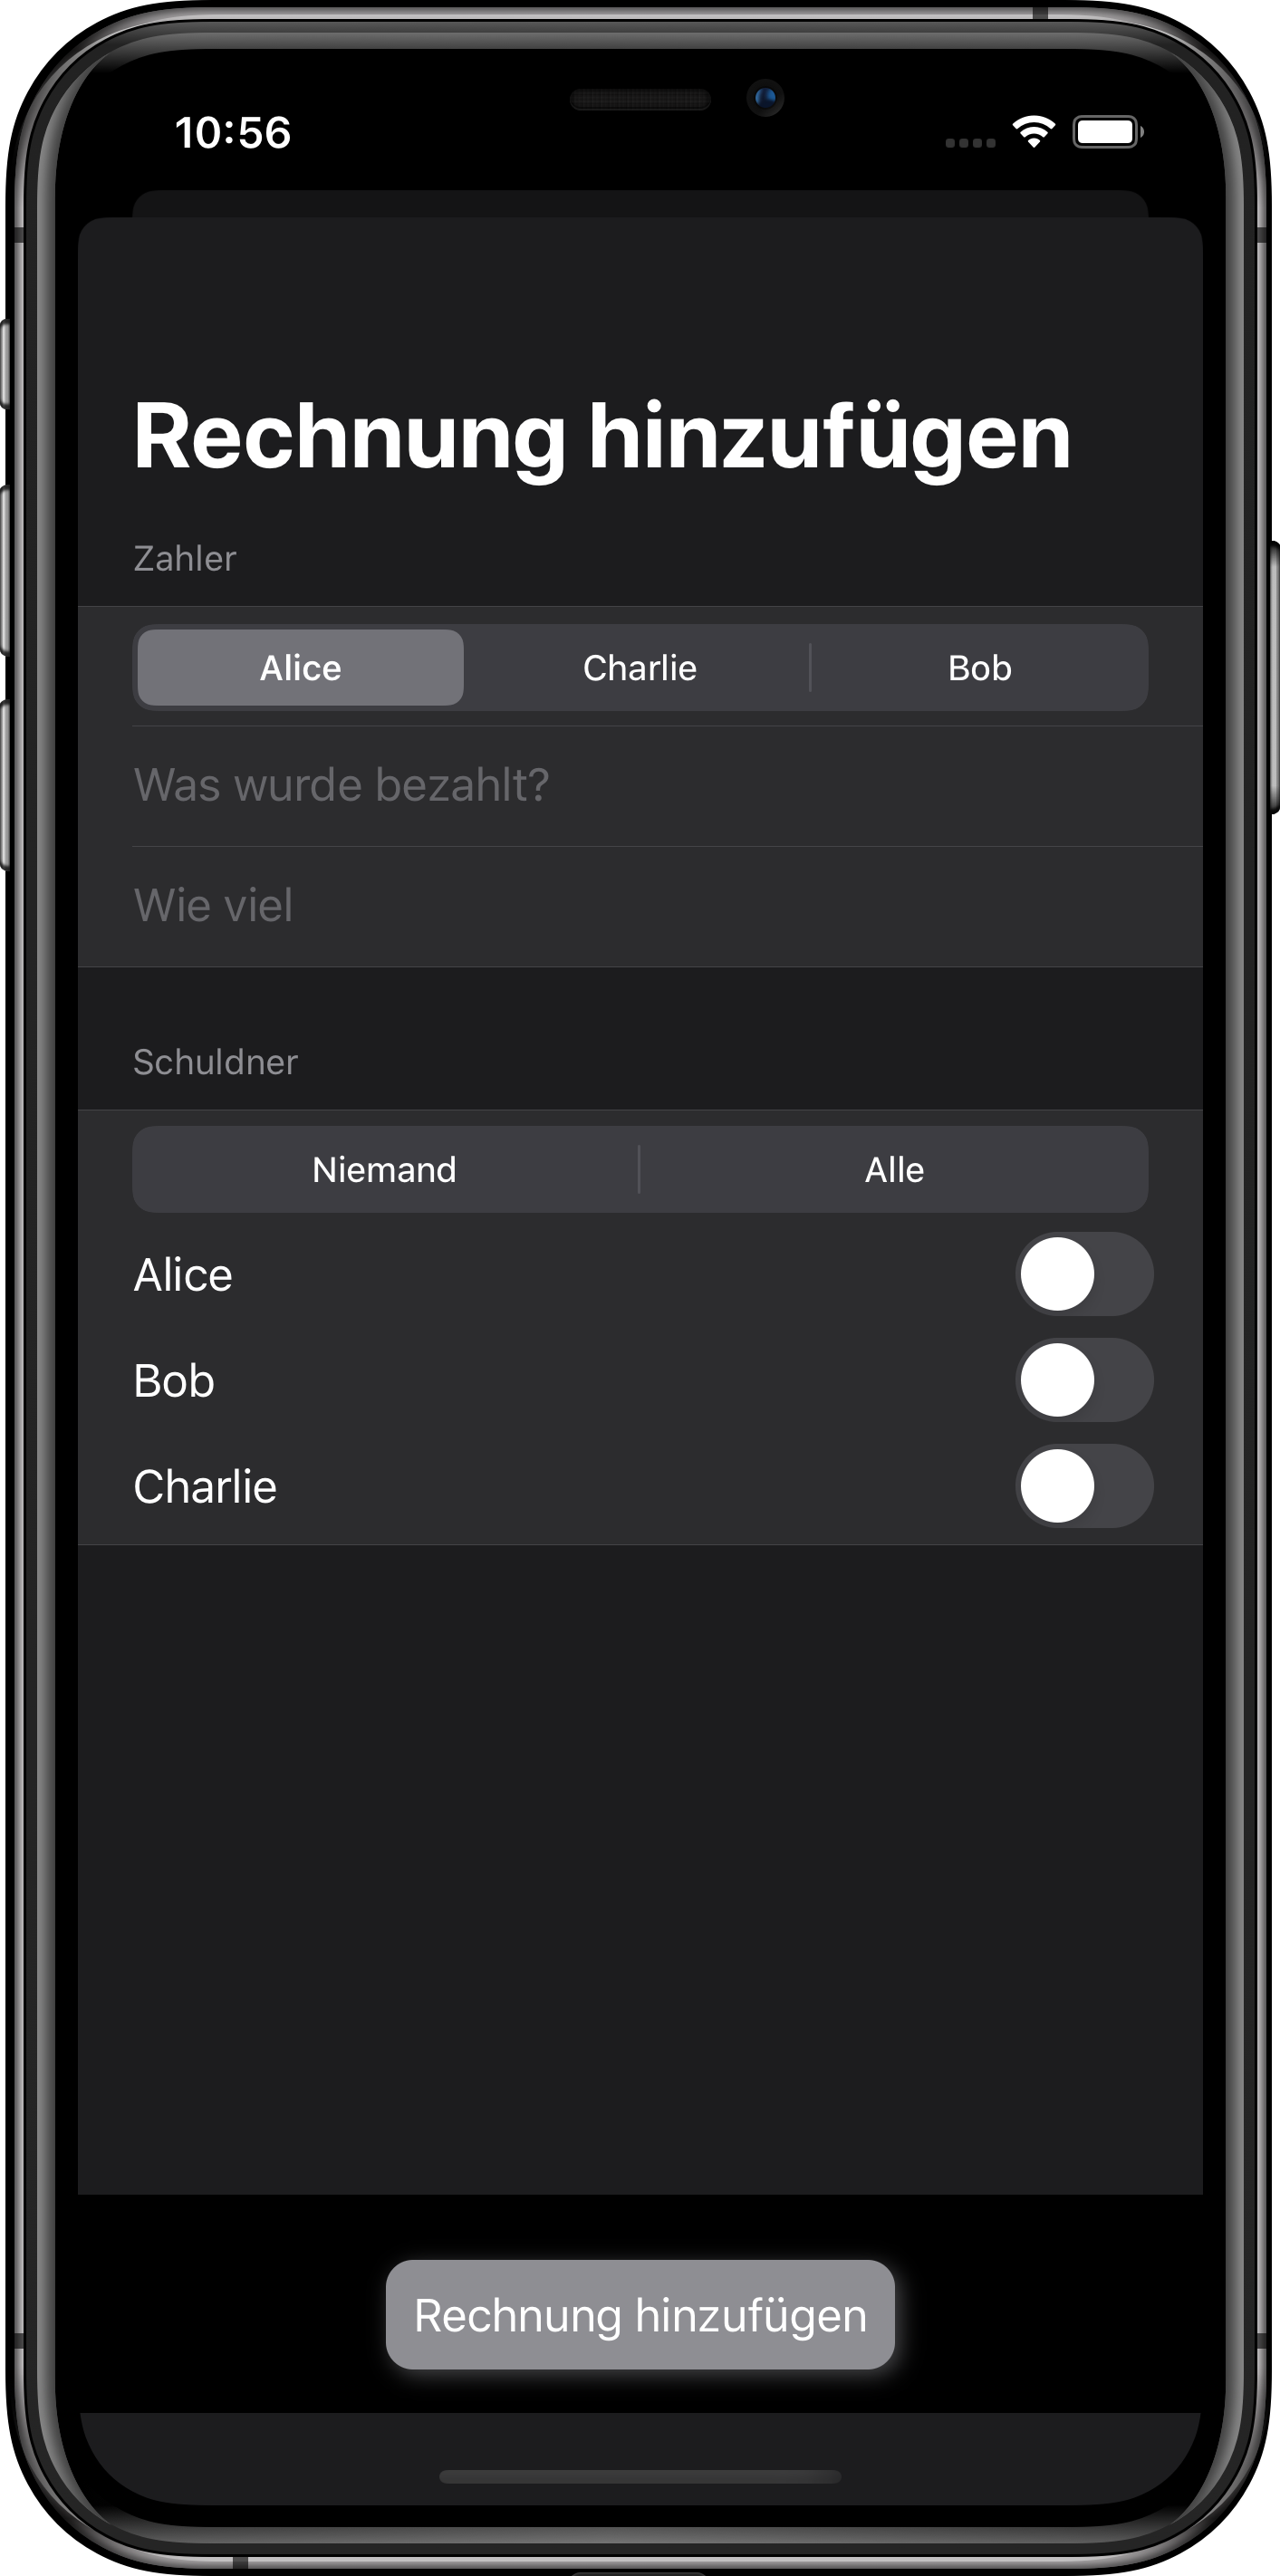 10:56
Rechnung hinzufügen
Zahler
Alice Charlie Bob
Was wurde bezahlt?
Wie viel
Schuldner
Niemand Alle
Alice
Bob
Charlie
Rechnung hinzufügen